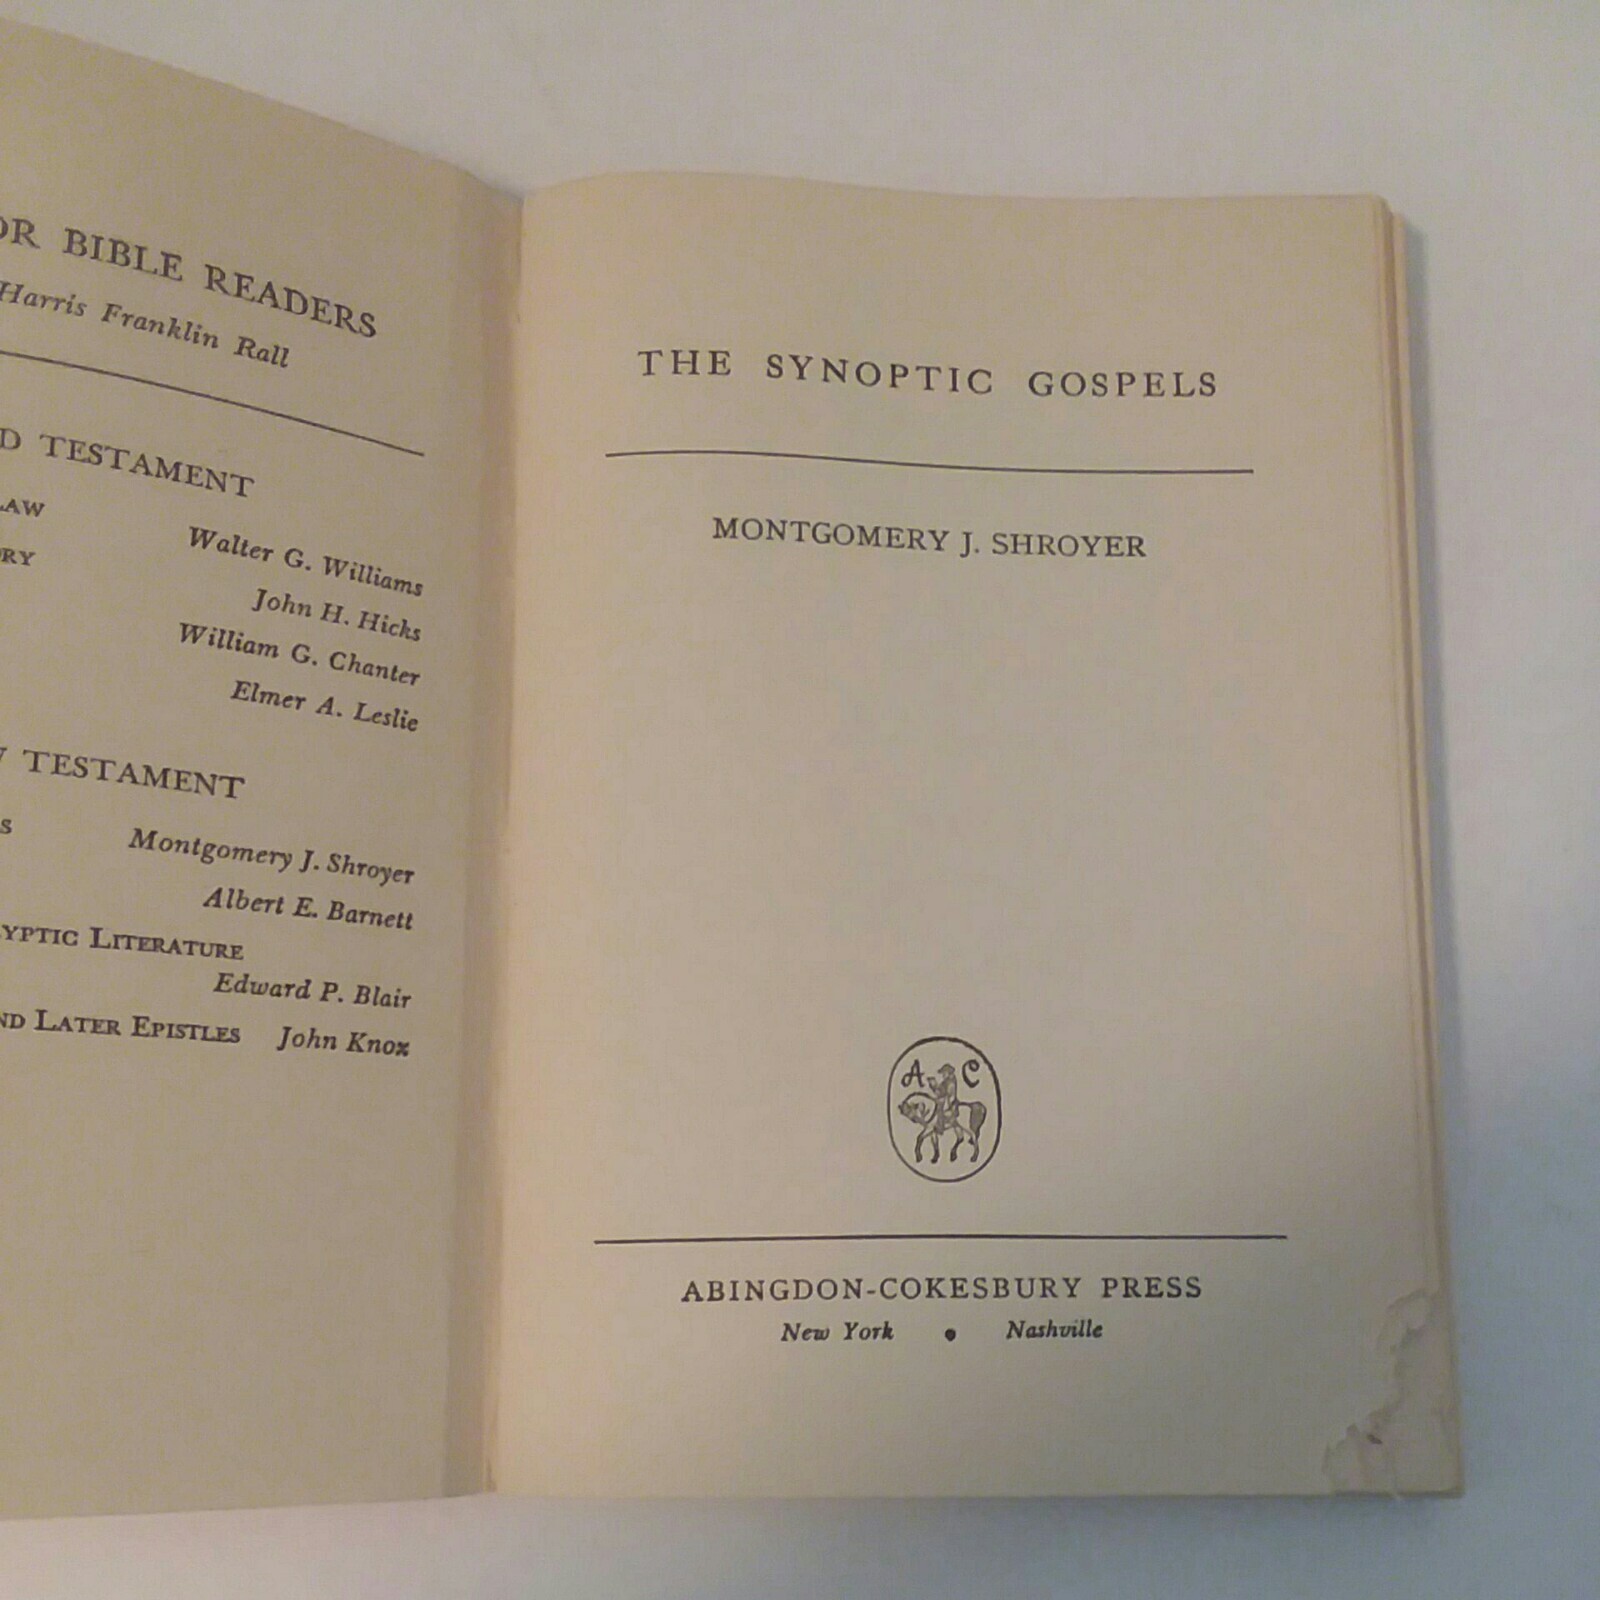 BIBLE READERS
Harris Franklin Rall
TESTAMENT
LAW
Walter G. Williams
John H. Hicks
William G. Chanter
Elmer A. Leslie
TESTAMENT
Montgomery J. Shroyer
Albert E. Barnett
LITERATURE
Edward P. Blair
LATER EPISTLES John Knox
THE SYNOPTIC GOSPELS
MONTGOMERY J. SHROYER
A C
ABINGDON-COKESBURY PRESS
New York • Nashville